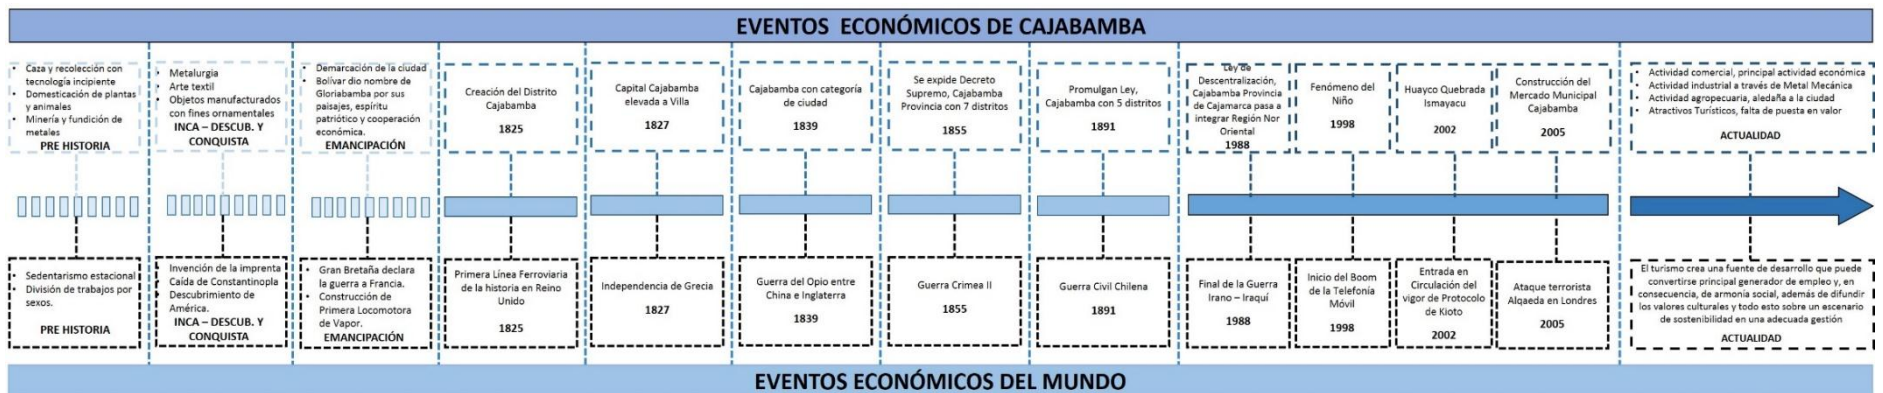 EVENTOS ECONÓMICOS DE CAJABAMBA
• Caza y recolección con
tecnología incipiente
• Domesticación de plantas
y animales
• Minería y fundición de
metales
PRE HISTORIA
• Metalurgia
• Arte textil
• Objetos manufacturados
con fines ornamentales
INCA – DESCUB. Y
CONQUISTA
• Demarcación de la ciudad
• Bolívar dio nombre de
Gloriabamba por sus
paisajes, espíritu
patriótico y cooperación
económica.
EMANCIPACIÓN
Creación del Distrito
Cajabamba
1825
Capital Cajabamba
elevada a Villa
1827
Cajabamba con categoría
de ciudad
1839
Se expide Decreto
Supremo, Cajabamba
Provincia con 7 distritos
1855
Promulgan Ley,
Cajabamba con 5 distritos
1891
Ley de
Descentralización,
Cajabamba Provincia
de Cajamarca pasa a
integrar Región Nor
Oriental
1988
Fenómeno del
Niño
1998
Huayco Quebrada
Ismayacu
2002
Construcción del
Mercado Municipal
Cajabamba
2005
• Actividad comercial, principal actividad económica
• Actividad industrial a través de Metal Mecánica
• Actividad agropecuaria, aledaña a la ciudad
• Atractivos Turísticos, falta de puesta en valor
ACTUALIDAD
• Sedentarismo estacional
• División de trabajos por
sexos.
PRE HISTORIA
• Invención de la imprenta
• Caída de Constantinopla
• Descubrimiento de
América.
INCA – DESCUB. Y
CONQUISTA
• Gran Bretaña declara
la guerra a Francia.
• Construcción de
Primera Locomotora
de Vapor.
EMANCIPACIÓN
Primera Línea Ferroviaria
de la historia en Reino
Unido
1825
Independencia de Grecia
1827
Guerra del Opio entre
China e Inglaterra
1839
Guerra Crimea II
1855
Guerra Civil Chilena
1891
Final de la Guerra
Irano – Iraquí
1988
Inicio del Boom
de la Telefonía
Móvil
1998
Entrada en
Circulación del
vigor de Protocolo
de Kioto
2002
Ataque terrorista
Alqaeda en Londres
2005
El turismo crea una fuente de desarrollo que puede
convertirse principal generador de empleo y, en
consecuencia, de armonía social, además de difundir
los valores culturales y todo esto sobre un escenario
de sostenibilidad en una adecuada gestión
ACTUALIDAD
EVENTOS ECONÓMICOS DEL MUNDO